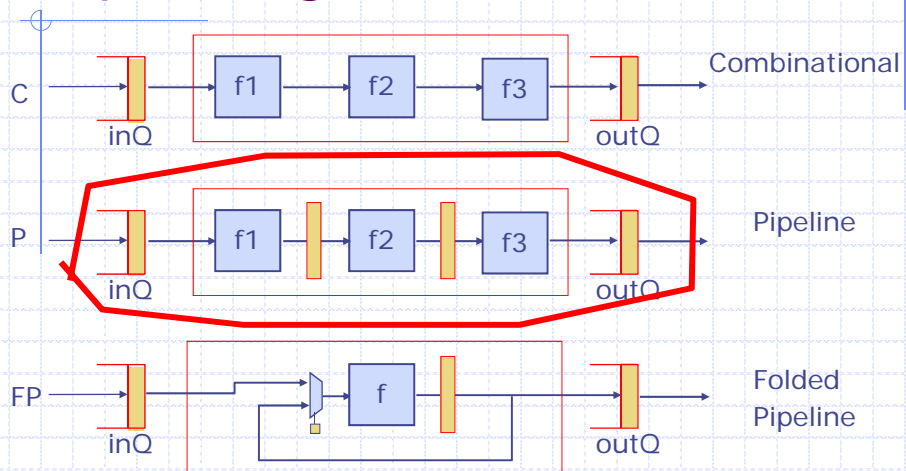 C
f1
f2
f3
Combinational
inQ
outQ
P
f1
f2
f3
Pipeline
inQ
outQ
FP
f
Folded
Pipeline
inQ
outQ